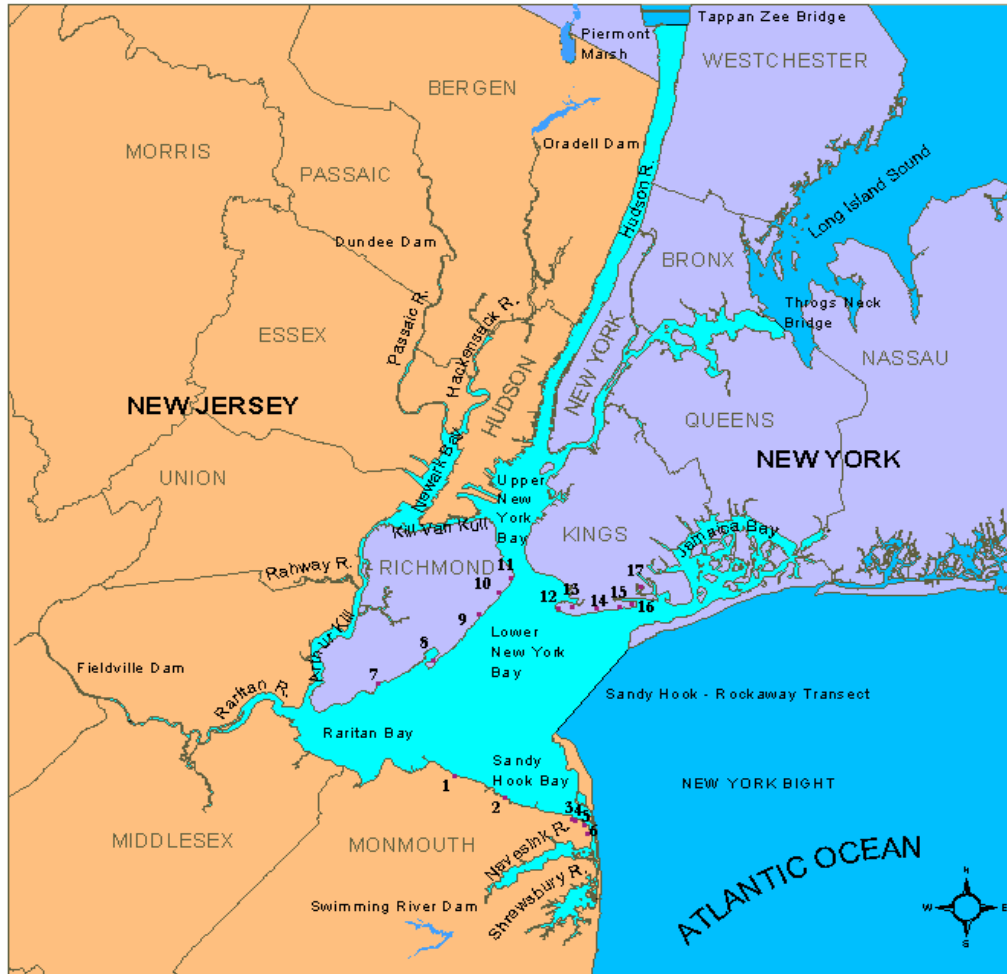 Tappan Zee Bridge
Piermont
Marsh
WESTCHESTER
BERGEN
Oradell Dam
MORRIS
PASSAIC
Long Island Sound
Hudson R.
Dundee Dam
BRONX
Throgs Neck
Bridge
ESSEX
Passaic R.
Hackensack R.
HUDSON
NEW YORK
NASSAU
NEW JERSEY
QUEENS
NEW YORK
UNION
Newark Bay
Upper
New
York
Bay
Kill Van Kull
KINGS
Jamaica Bay
Rahway R.
RICHMOND
11
10
17
13
12
15
14
16
9
Arthur Kill
8
Lower
New York
Bay
Fieldville Dam
7
Raritan R.
Sandy Hook - Rockaway Transect
Raritan Bay
Sandy
Hook Bay
1
2
NEW YORK BIGHT
3
4
5
6
MIDDLESEX
MONMOUTH
Navesink R.
Shrewsbury R.
Swimming River Dam
ATLANTIC OCEAN
N
W
E
S